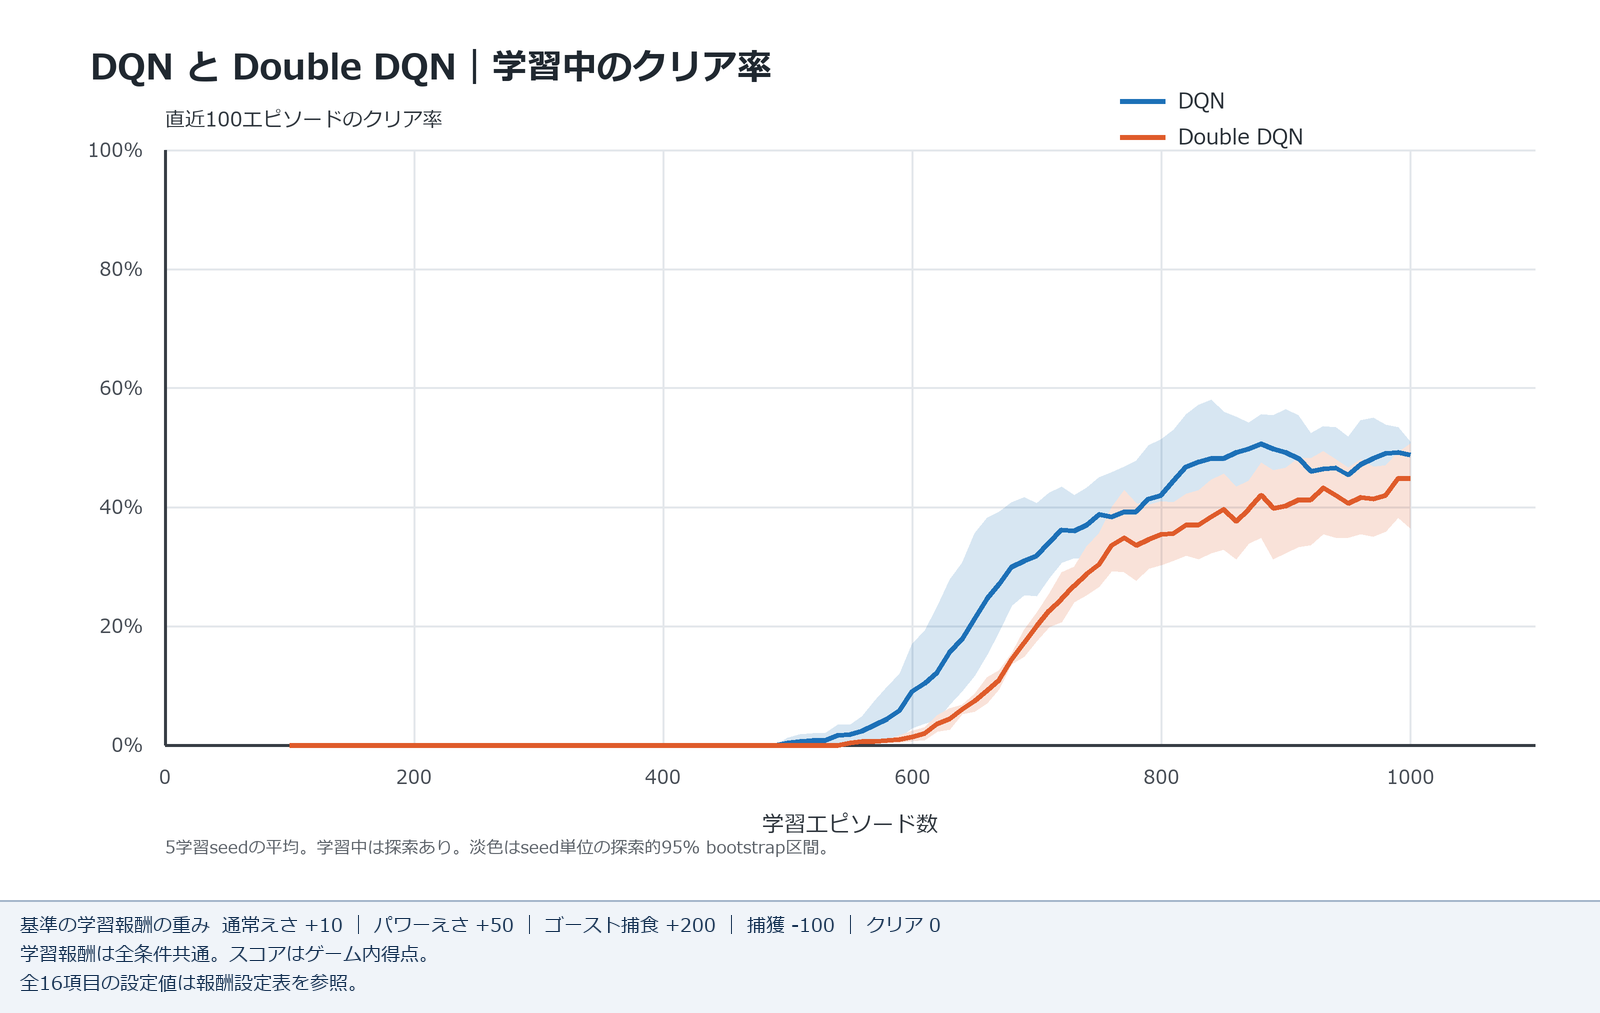 DQN と Double DQN｜学習中のクリア率
直近100エピソードのクリア率
DQN
Double DQN
100%
80%
60%
40%
20%
0%
0 200 400 600 800 1000
学習エピソード数
5学習seedの平均。学習中は探索あり。淡色はseed単位の探索的95% bootstrap区間。
基準の学習報酬の重み 通常えさ +10 ｜ パワーえさ +50 ｜ ゴースト捕食 +200 ｜ 捕獲 -100 ｜ クリア 0
学習報酬は全条件共通。スコアはゲーム内得点。
全16項目の設定値は報酬設定表を参照。